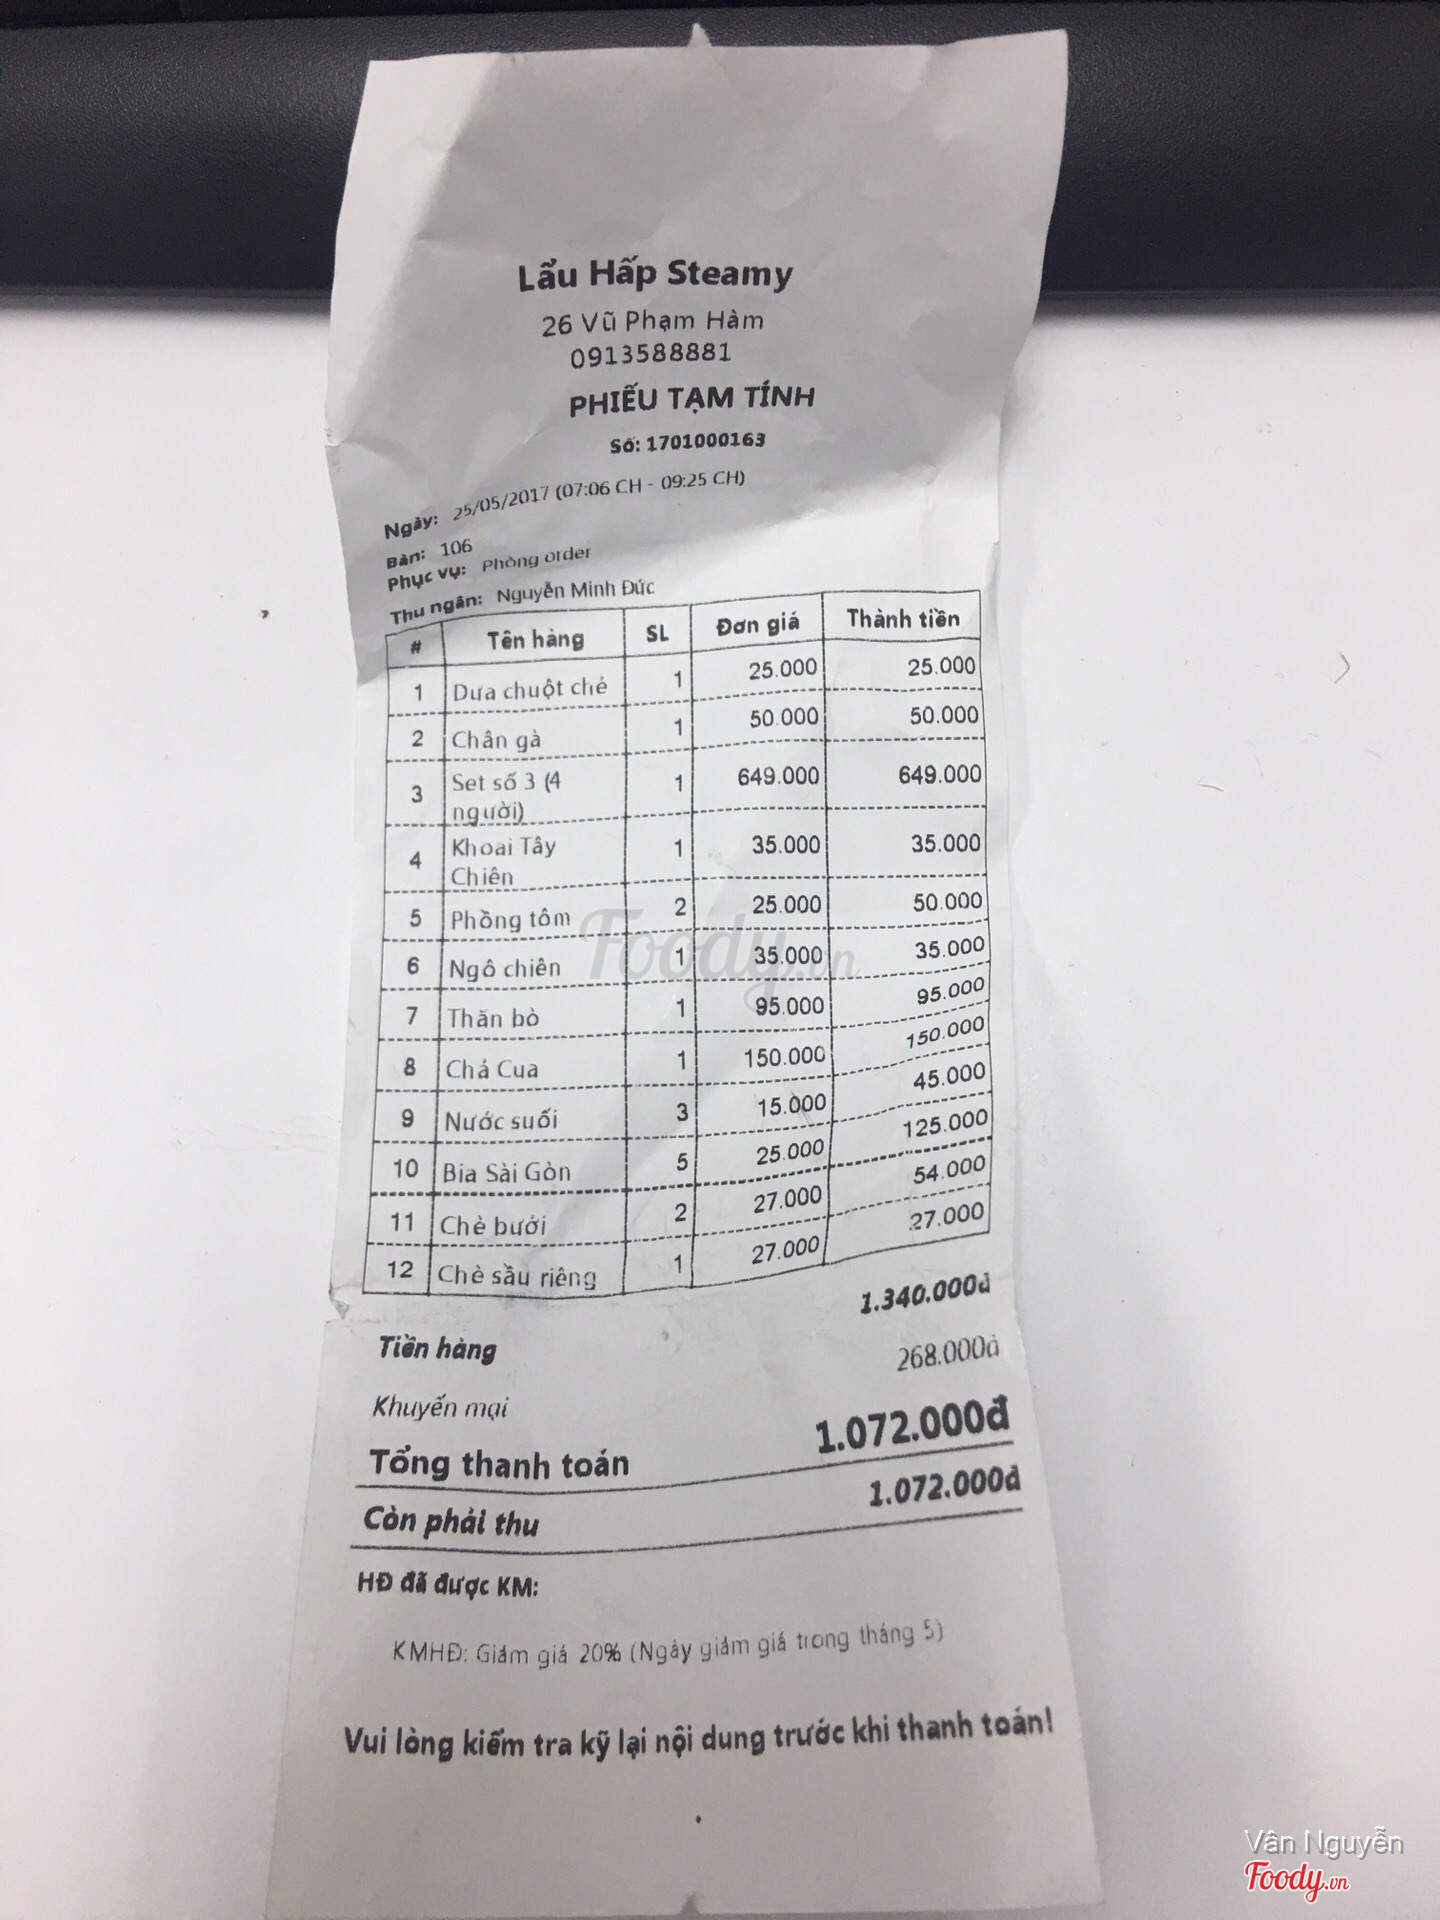 Lẩu Hấp Steamy
26 Vũ Phạm Hàm
0913588881
PHIẾU TẠM TÍNH
Số: 1701000163
Ngày: 25/05/2017 (07:06 CH - 09:25 CH)
Bàn: 106
Phục vụ: Phòng order
Thu ngân: Nguyễn Minh Đức
# Tên hàng SL Đơn giá Thành tiền
1 Dưa chuột chẻ 1 25.000 25.000
2 Chân gà 1 50.000 50.000
3 Set số 3 (4 người) 1 649.000 649.000
4 Khoai Tây Chiên 1 35.000 35.000
5 Phồng tôm 2 25.000 50.000
6 Ngô chiên 1 35.000 35.000
7 Thăn bò 1 95.000 95.000
8 Chả Cua 1 150.000 150.000
9 Nước suối 3 15.000 45.000
10 Bia Sài Gòn 5 25.000 125.000
11 Chè bưởi 2 27.000 54.000
12 Chè sầu riêng 1 27.000 27.000
Tiền hàng 1.340.000đ
Khuyến mại 268.000đ
Tổng thanh toán 1.072.000đ
Còn phải thu 1.072.000đ
HĐ đã được KM:
KMHĐ: Giảm giá 20% (Ngày giảm giá trong tháng 5)
Vui lòng kiểm tra kỹ lại nội dung trước khi thanh toán!
Foody.vn
Vân Nguyễn
Foody.vn